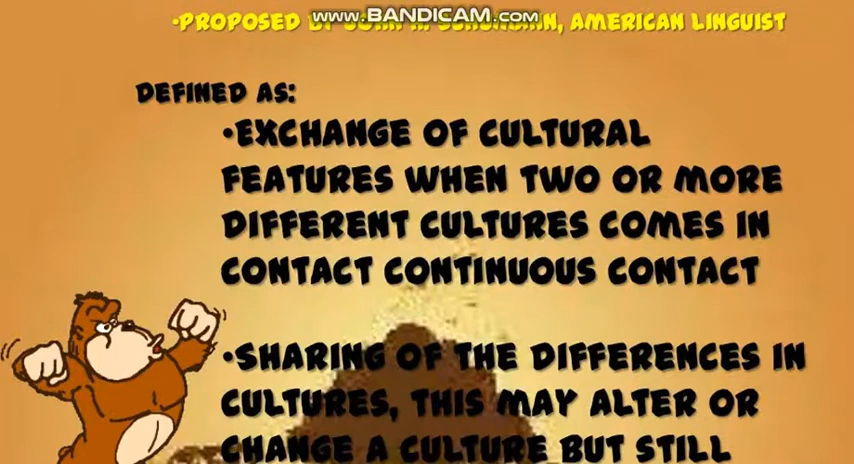 www.BANDICAM.com
•PROPOSED BY JOHN H. SCHUMANN, AMERICAN LINGUIST
DEFINED AS:
•EXCHANGE OF CULTURAL
FEATURES WHEN TWO OR MORE
DIFFERENT CULTURES COMES IN
CONTACT CONTINUOUS CONTACT
•SHARING OF THE DIFFERENCES IN
CULTURES, THIS MAY ALTER OR
CHANGE A CULTURE BUT STILL